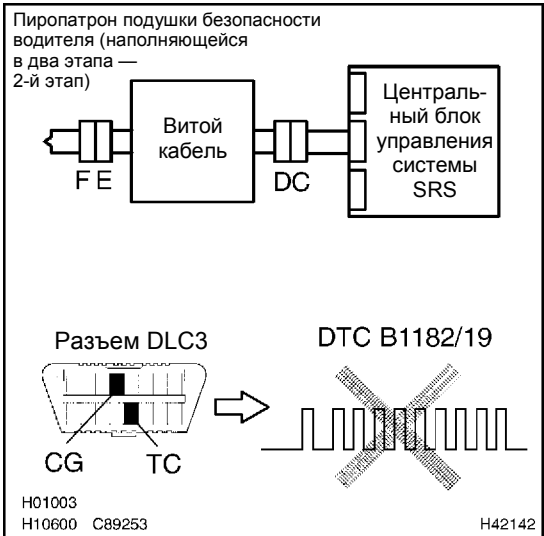 Пиропатрон подушки безопасности
водителя (наполняющейся
в два этапа —
2-й этап)
Витой
кабель
Централь-
ный блок
управления
системы
SRS
F E
D C
Разъем DLC3
DTC B1182/19
CG
TC
H01003
H10600 C89253
H42142